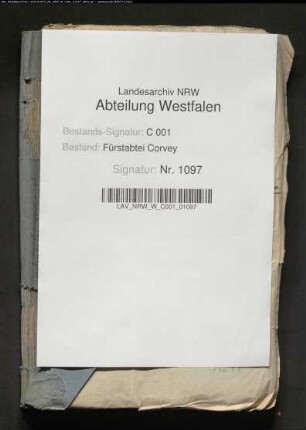 Landesarchiv NRW
Abteilung Westfalen
Bestands-Signatur: C 001
Bestand: Fürstabtei Corvey
Signatur: Nr. 1097
LAV_NRW_W_C001_01097